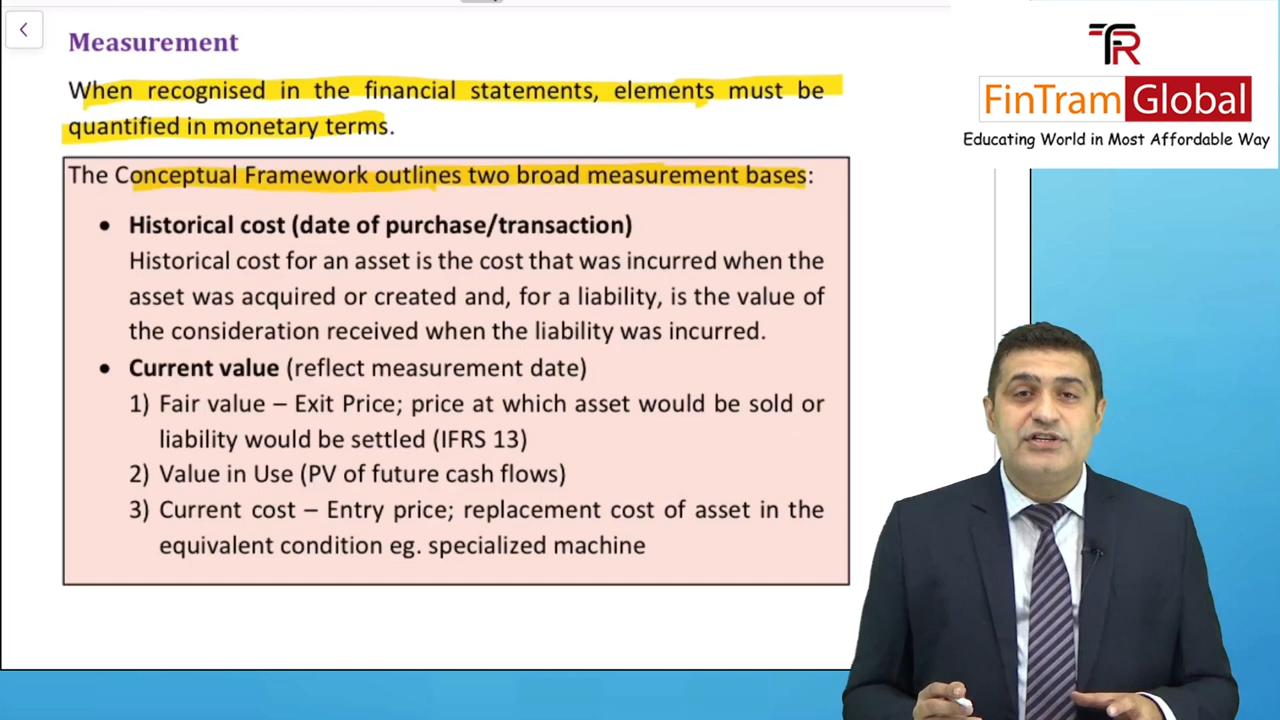 Measurement
When recognised in the financial statements, elements must be
quantified in monetary terms.
The Conceptual Framework outlines two broad measurement bases:
• Historical cost (date of purchase/transaction)
Historical cost for an asset is the cost that was incurred when the
asset was acquired or created and, for a liability, is the value of
the consideration received when the liability was incurred.
• Current value (reflect measurement date)
1) Fair value – Exit Price; price at which asset would be sold or
liability would be settled (IFRS 13)
2) Value in Use (PV of future cash flows)
3) Current cost – Entry price; replacement cost of asset in the
equivalent condition eg. specialized machine
FinTram Global
Educating World in Most Affordable Way